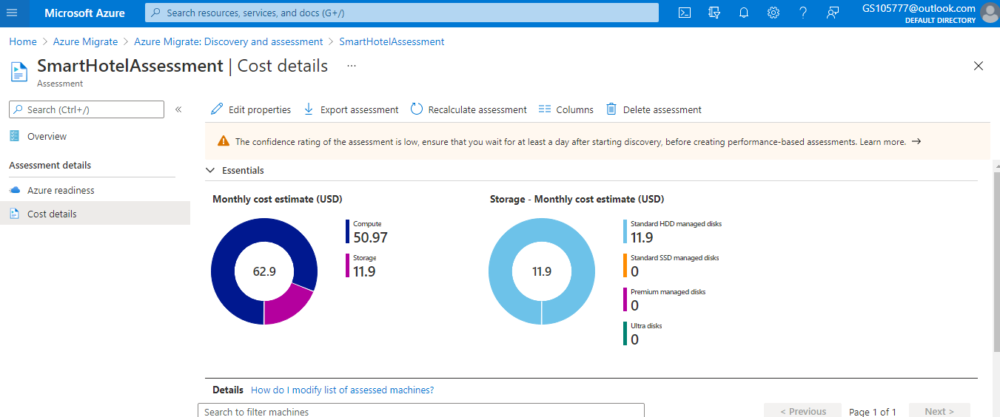 Microsoft Azure
Search resources, services, and docs (G+/)
GS105777@outlook.com
DEFAULT DIRECTORY
Home > Azure Migrate > Azure Migrate: Discovery and assessment > SmartHotelAssessment
SmartHotelAssessment | Cost details ...
Assessment
Search (Ctrl+/) «
Overview
Assessment details
Azure readiness
Cost details
Edit properties Export assessment Recalculate assessment Columns Delete assessment
The confidence rating of the assessment is low, ensure that you wait for at least a day after starting discovery, before creating performance-based assessments. Learn more. →
Essentials
Monthly cost estimate (USD)
62.9
Compute
50.97
Storage
11.9
Storage - Monthly cost estimate (USD)
11.9
Standard HDD managed disks
11.9
Standard SSD managed disks
0
Premium managed disks
0
Ultra disks
0
Details How do I modify list of assessed machines?
Search to filter machines
< Previous Page 1 of 1 Next >